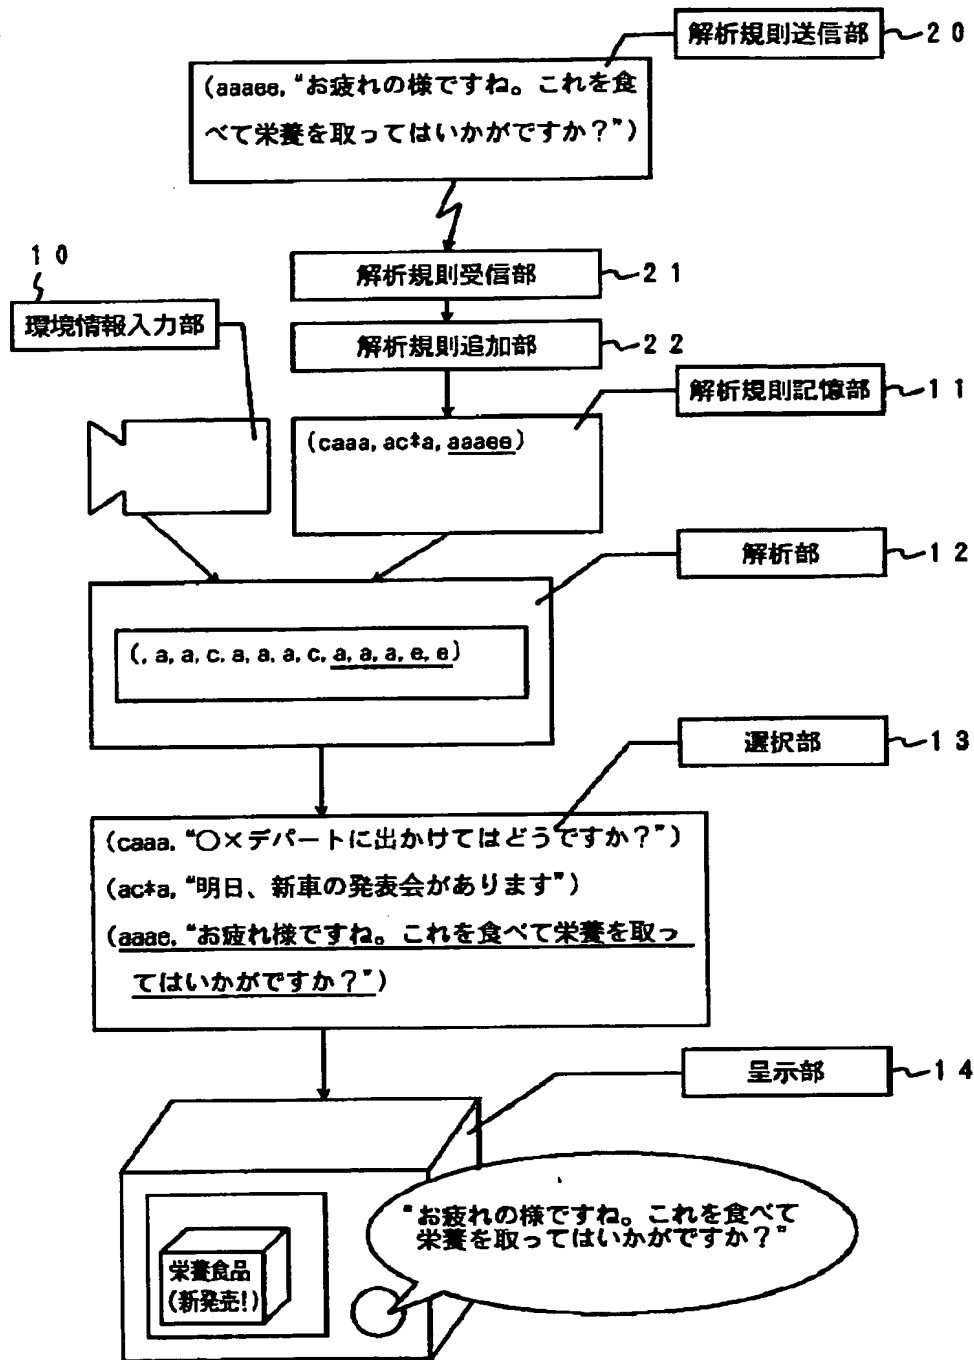 解析規則送信部 20
(aaaee, “お疲れの様ですね。これを食
べて栄養を取ってはいかがですか？”)
10
環境情報入力部
解析規則受信部 21
解析規則追加部 22
解析規則記憶部 11
(caaa, ac*a, aaaee)
解析部 12
(, a, a, c, a, a, a, c, a, a, a, e, e)
選択部 13
(caaa, “〇×デパートに出かけてはどうですか？”)
(ac*a, “明日、新車の発表会があります”)
(aaae, “お疲れ様ですね。これを食べて栄養を取っ
てはいかがですか？”)
呈示部 14
“お疲れの様ですね。これを食べて
栄養を取ってはいかがですか？”
栄養食品
(新発売!)